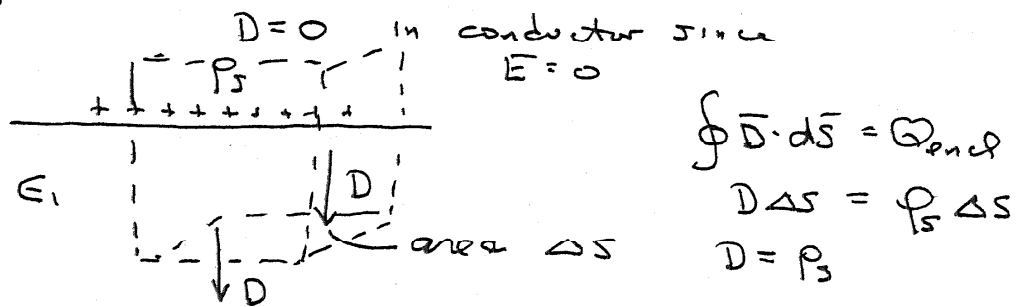 D = 0 in conductor since
E̅ = 0
ρs
+ + + + + + + + +
∮ D̅ · dS̅ = Qencl
ϵ₁
D
D ΔS = ρs ΔS
area ΔS
D = ρs
D